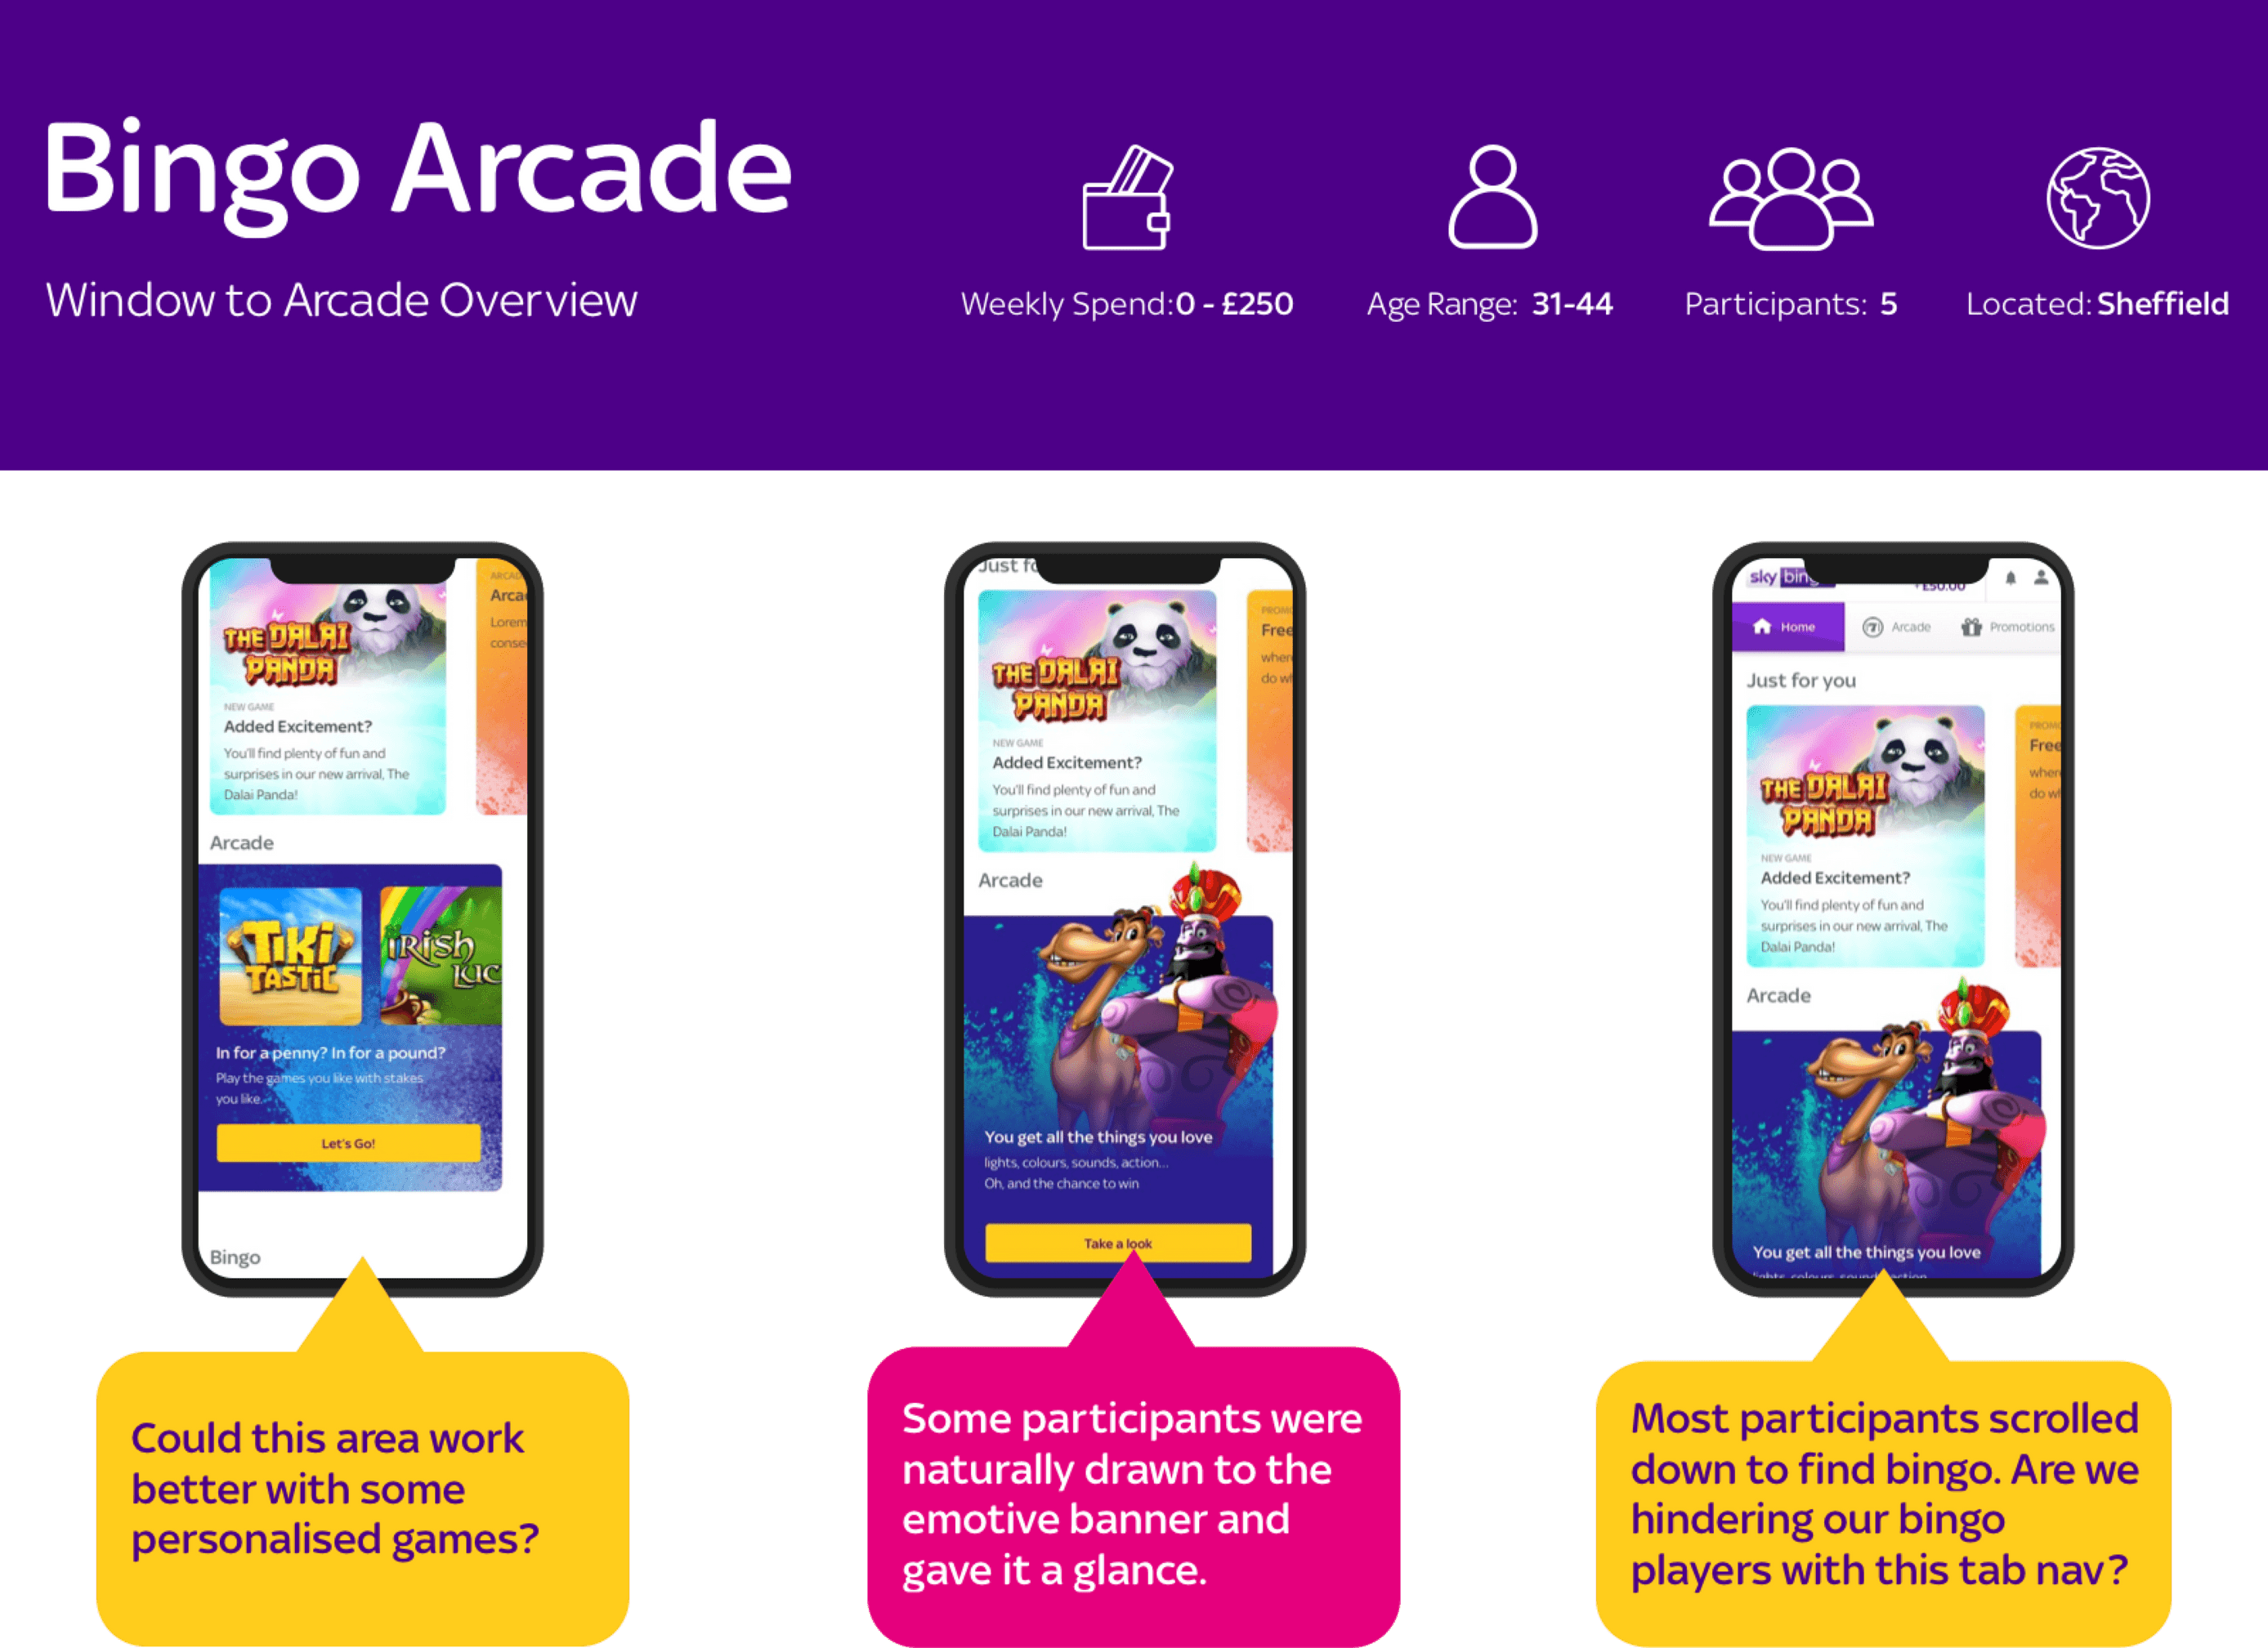 Bingo Arcade
Window to Arcade Overview
Weekly Spend: 0 - £250
Age Range: 31-44
Participants: 5
Located: Sheffield
THE DALAI
PANDA
NEW GAME
Added Excitement?
You'll find plenty of fun and
surprises in our new arrival, The
Dalai Panda!
ARCAD
Arca
Lorem
conse
Arcade
TIKI
TASTIC
IRISH
LUC
In for a penny? In for a pound?
Play the games you like with stakes
you like.
Let's Go!
Bingo
Could this area work
better with some
personalised games?
Just fo
THE DALAI
PANDA
NEW GAME
Added Excitement?
You'll find plenty of fun and
surprises in our new arrival, The
Dalai Panda!
PROMO
Free
when
do wh
Arcade
You get all the things you love
lights, colours, sounds, action...
Oh, and the chance to win
Take a look
Some participants were
naturally drawn to the
emotive banner and
gave it a glance.
sky bing
£50.00
Home
Arcade
Promotions
Just for you
THE DALAI
PANDA
NEW GAME
Added Excitement?
You'll find plenty of fun and
surprises in our new arrival, The
Dalai Panda!
PROMO
Free
when
do wh
Arcade
You get all the things you love
lights, colours, sounds, action
Most participants scrolled
down to find bingo. Are we
hindering our bingo
players with this tab nav?